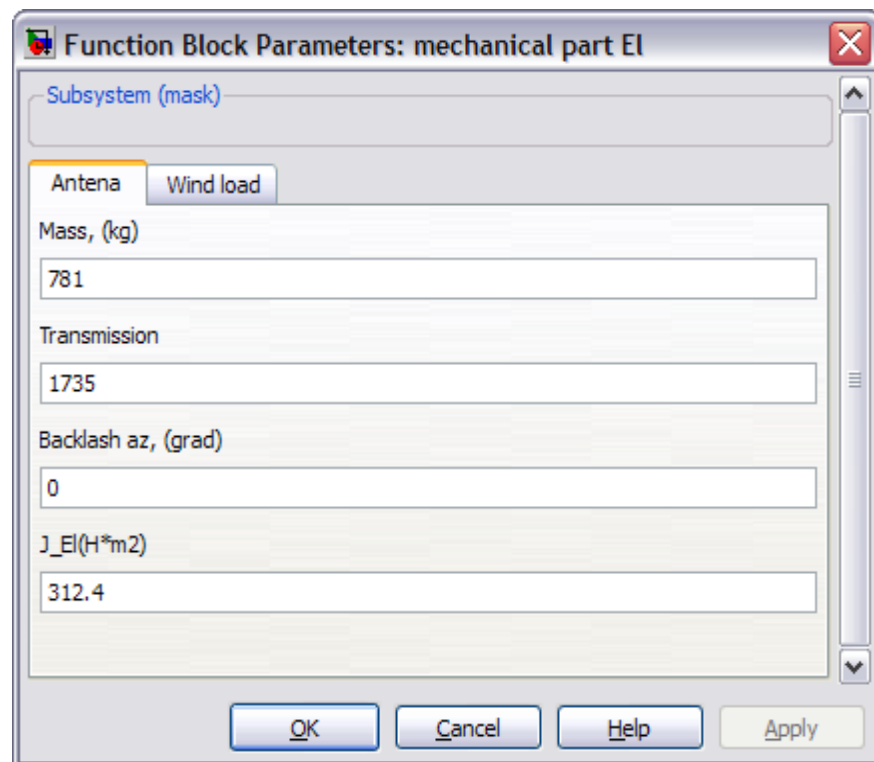 Function Block Parameters: mechanical part El
Subsystem (mask)
Antena Wind load
Mass, (kg)
781
Transmission
1735
Backlash az, (grad)
0
J_El(H*m2)
312.4
OK Cancel Help Apply